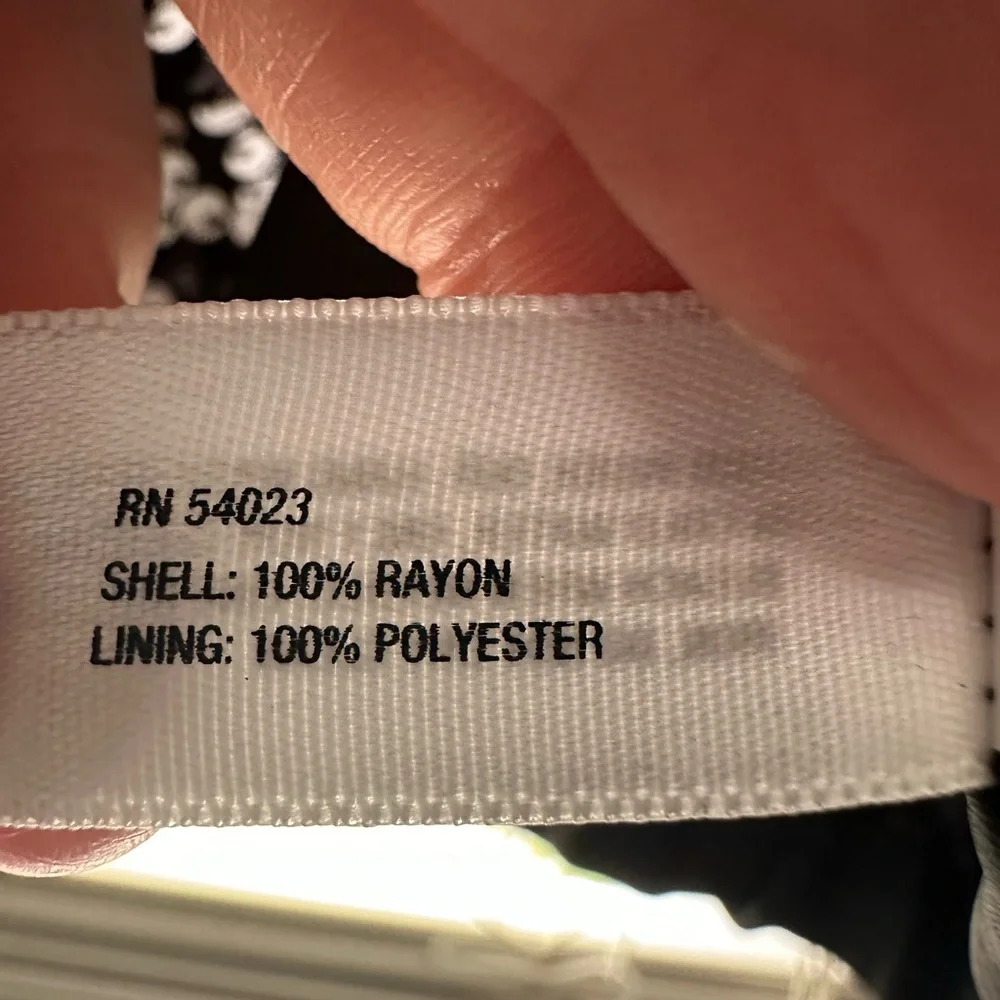 RN 54023
SHELL: 100% RAYON
LINING: 100% POLYESTER